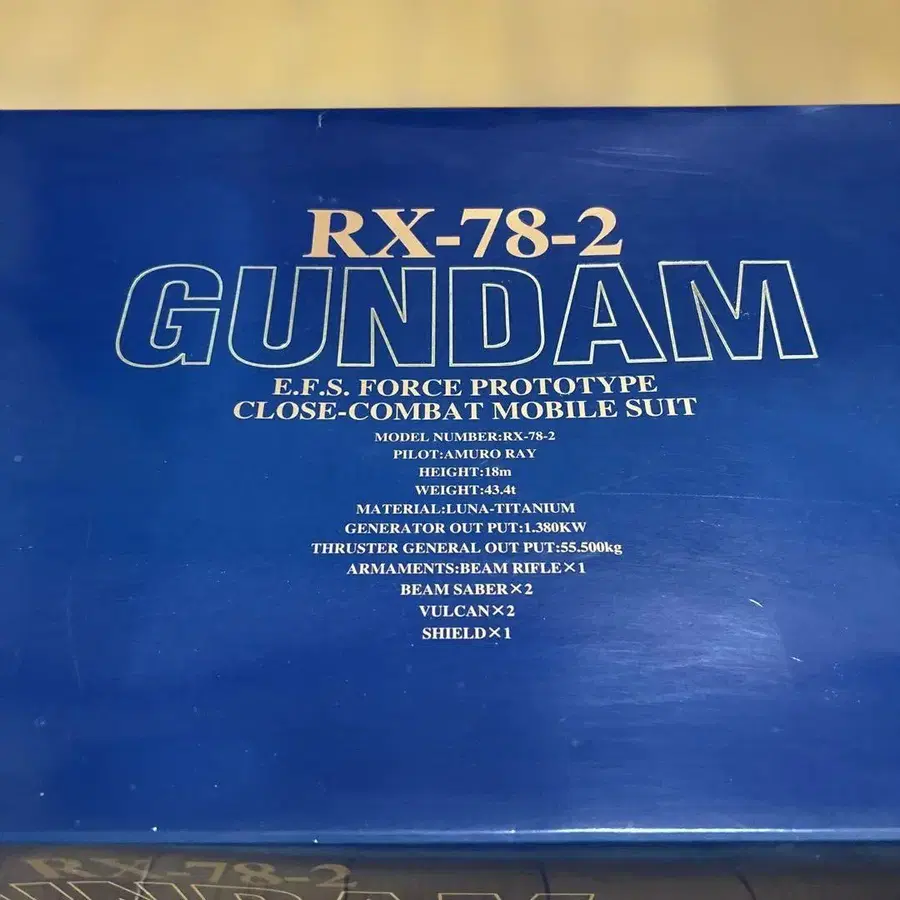 RX-78-2
GUNDAM
E.F.S. FORCE PROTOTYPE
CLOSE-COMBAT MOBILE SUIT
MODEL NUMBER:RX-78-2
PILOT:AMURO RAY
HEIGHT:18m
WEIGHT:43.4t
MATERIAL:LUNA-TITANIUM
GENERATOR OUT PUT:1.380KW
THRUSTER GENERAL OUT PUT:55.500kg
ARMAMENTS:BEAM RIFLE×1
BEAM SABER×2
VULCAN×2
SHIELD×1
RX-78-2
GUNDAM